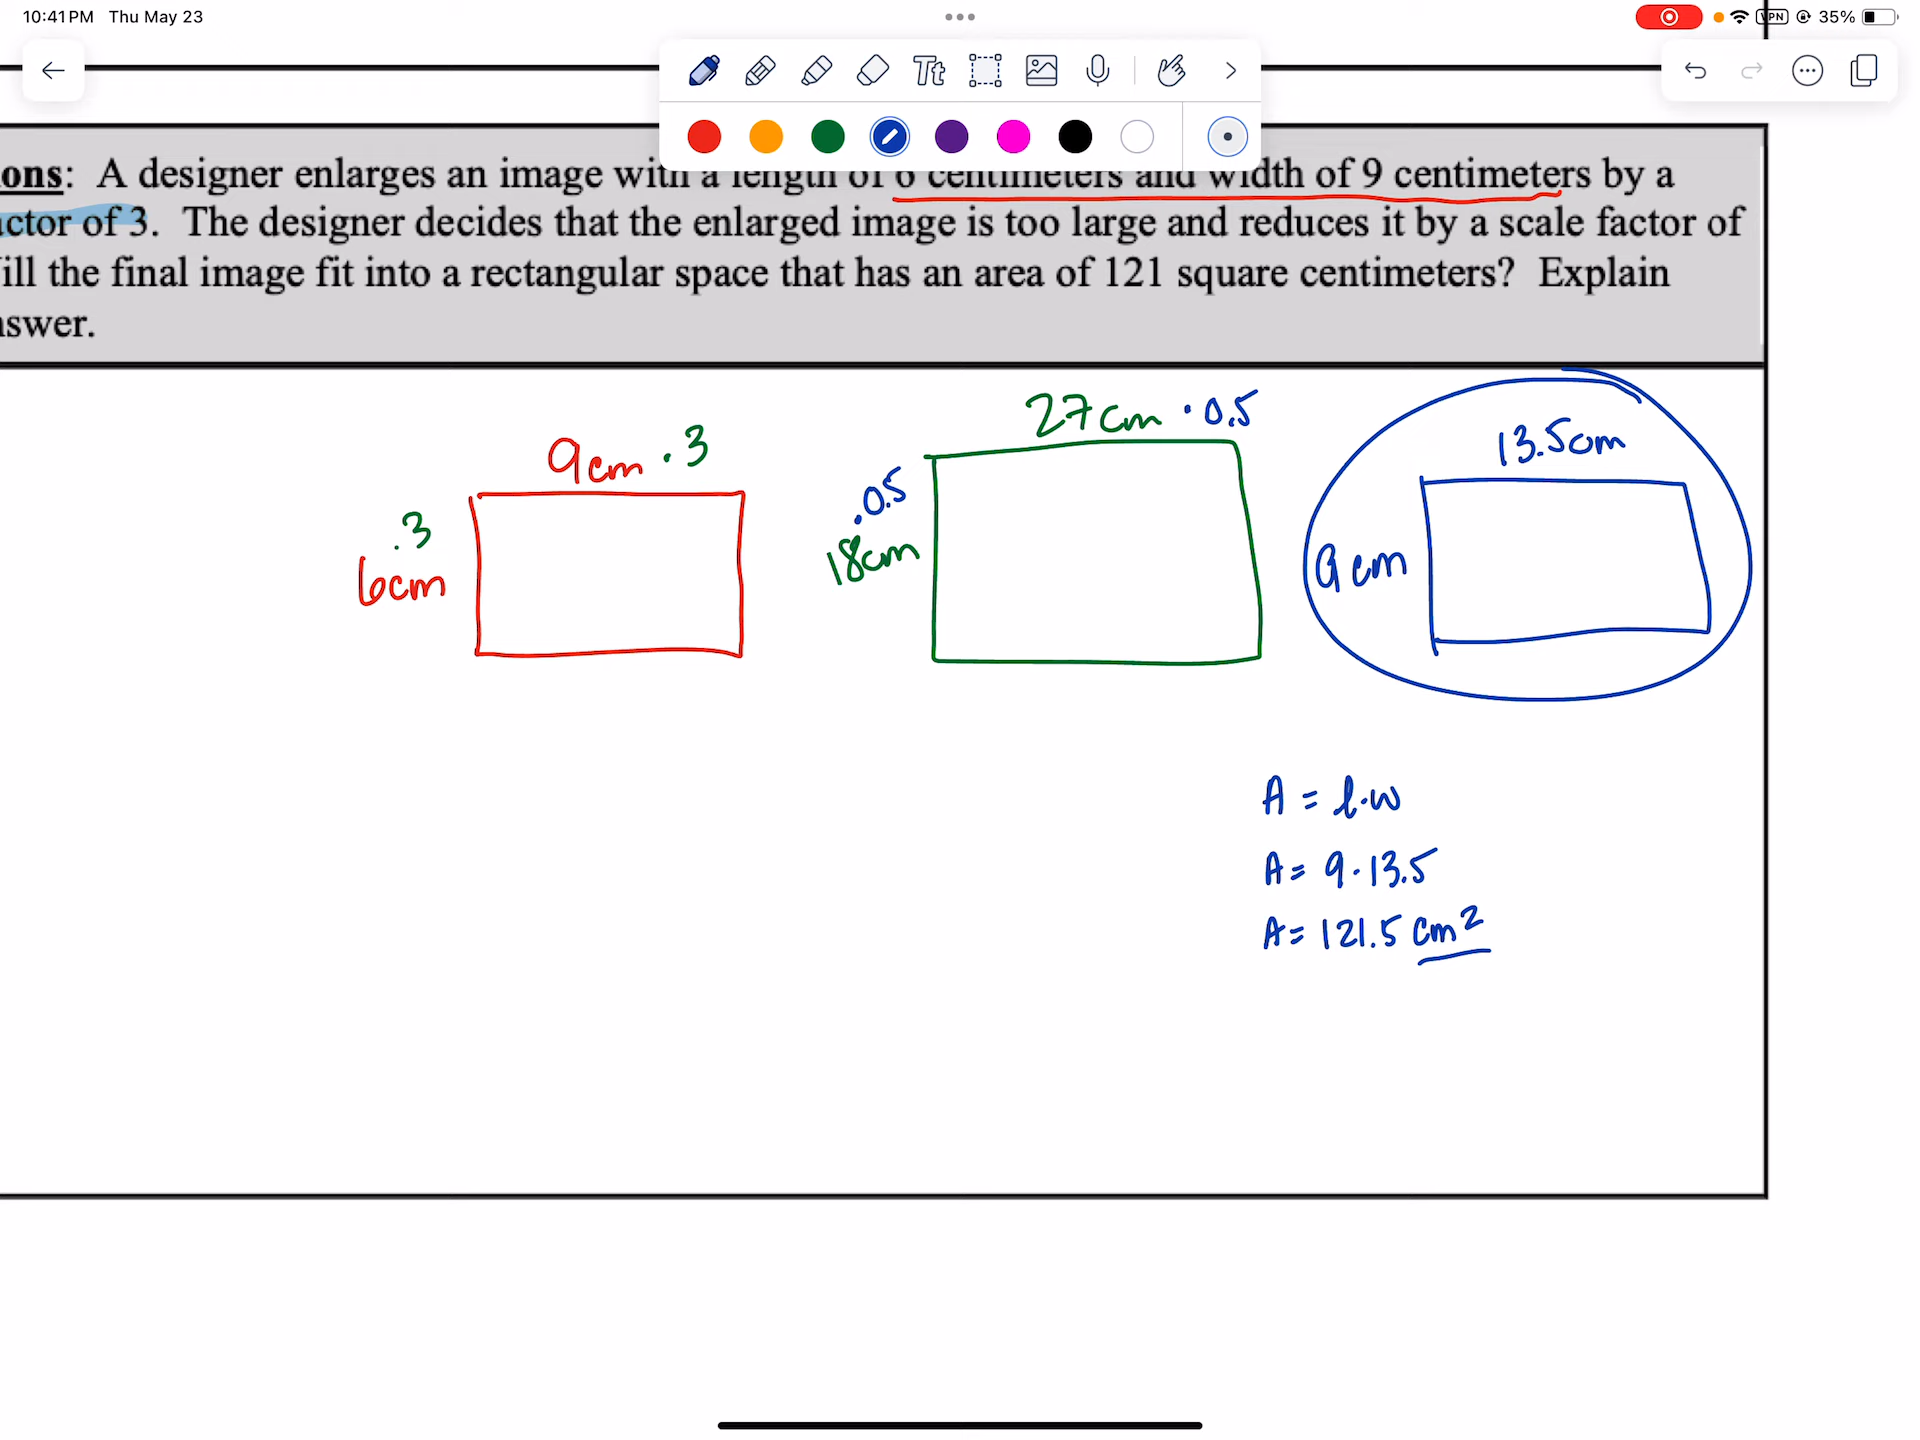 10:41 PM Thu May 23
VPN 35%
Tt
ons: A designer enlarges an image with a length of 6 centimeters and width of 9 centimeters by a
actor of 3. The designer decides that the enlarged image is too large and reduces it by a scale factor of
ill the final image fit into a rectangular space that has an area of 121 square centimeters? Explain
nswer.
9cm · 3
.3
6cm
27cm · 0.5
.0.5
18cm
13.5cm
9cm
A = l·w
A = 9·13.5
A = 121.5 cm²